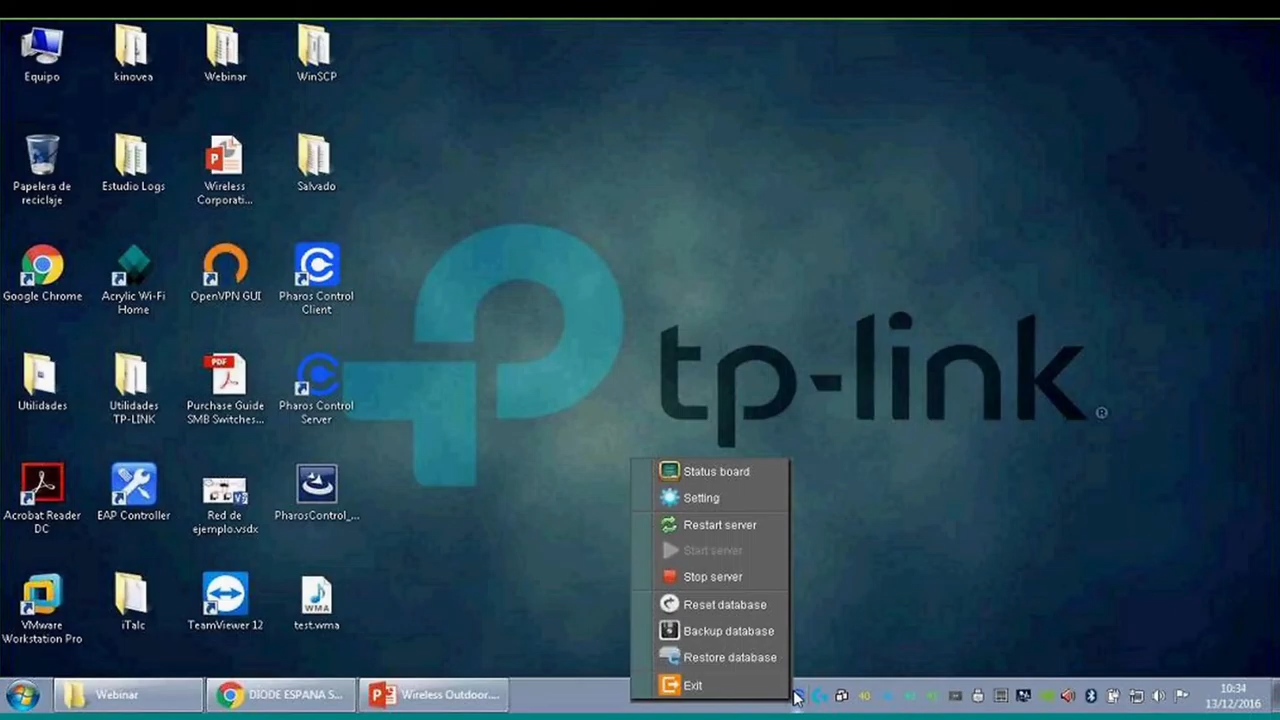 Equipo
kinovea
Webinar
WinSCP
Papelera de
reciclaje
Estudio Logs
Wireless
Corporati...
Salvado
Google Chrome
Acrylic Wi-Fi
Home
OpenVPN GUI
Pharos Control
Client
Utilidades
Utilidades
TP-LINK
PDF
Purchase Guide
SMB Switches...
Pharos Control
Server
Acrobat Reader
DC
EAP Controller
Red de
ejemplo.vsdx
PharosControl_...
VMware
Workstation Pro
iTalc
TeamViewer 12
WMA
test.wma
tp-link
®
Status board
Setting
Restart server
Start server
Stop server
Reset database
Backup database
Restore database
Exit
Webinar
DIODE ESPANA S...
Wireless Outdoor....
40
10:34
13/12/2016